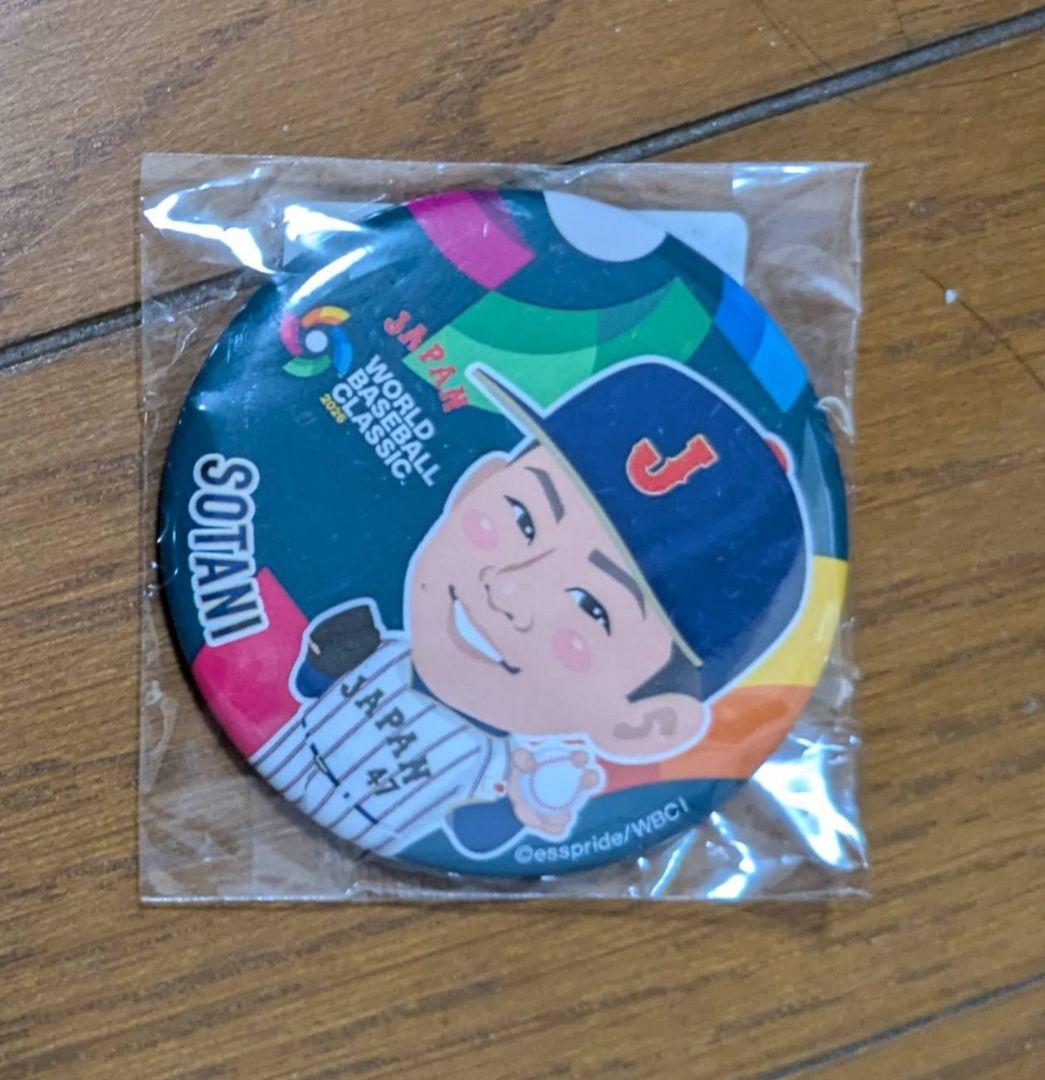 JAPAN
WORLD
BASEBALL
CLASSIC.
2026
J
SOTANI
JAPAN
47
©esspride/WBCI